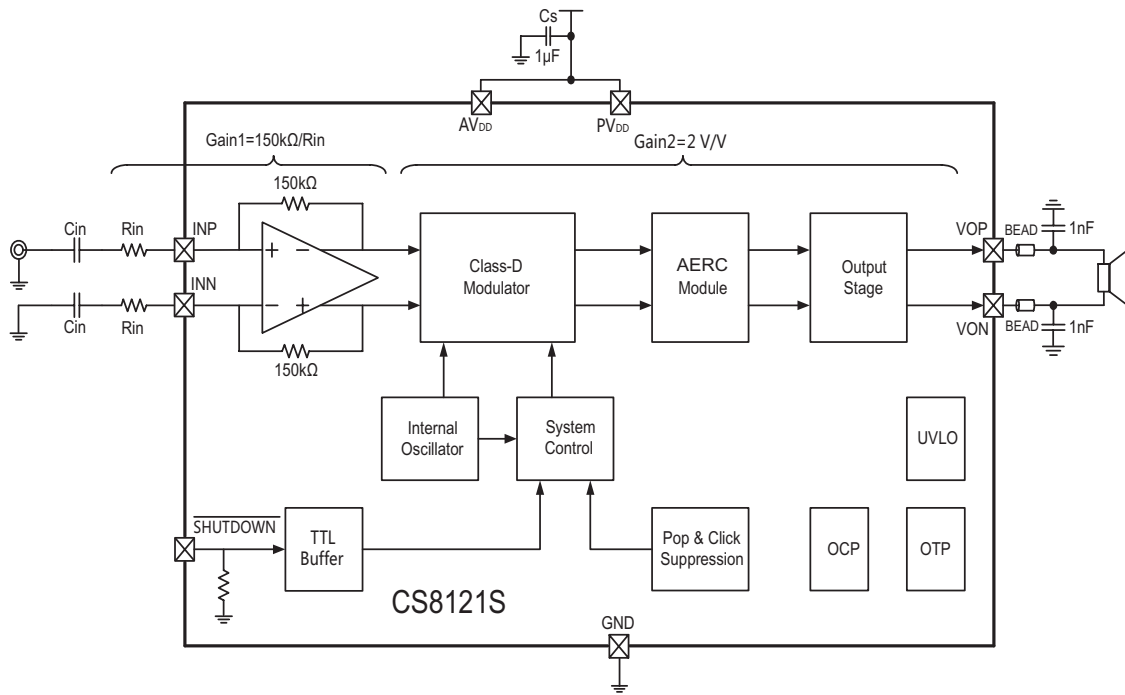 Cs
1µF
AVDD
PVDD
Gain1=150kΩ/Rin
Gain2=2 V/V
150kΩ
Cin
Rin
INP
INN
Cin
Rin
150kΩ
Class-D
Modulator
AERC
Module
Output
Stage
VOP
BEAD
1nF
VON
BEAD
1nF
Internal
Oscillator
System
Control
UVLO
SHUTDOWN
TTL
Buffer
Pop & Click
Suppression
OCP
OTP
CS8121S
GND